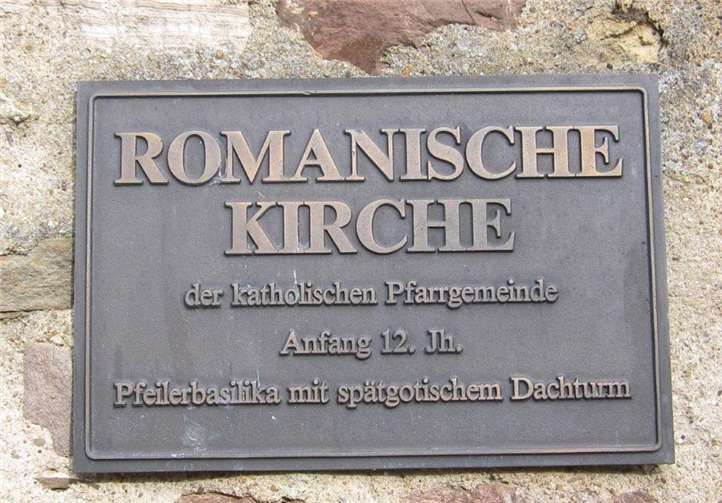 ROMANISCHE
KIRCHE
der katholischen Pfarrgemeinde
Anfang 12. Jh.
Pfeilerbasilika mit spätgotischem Dachturm